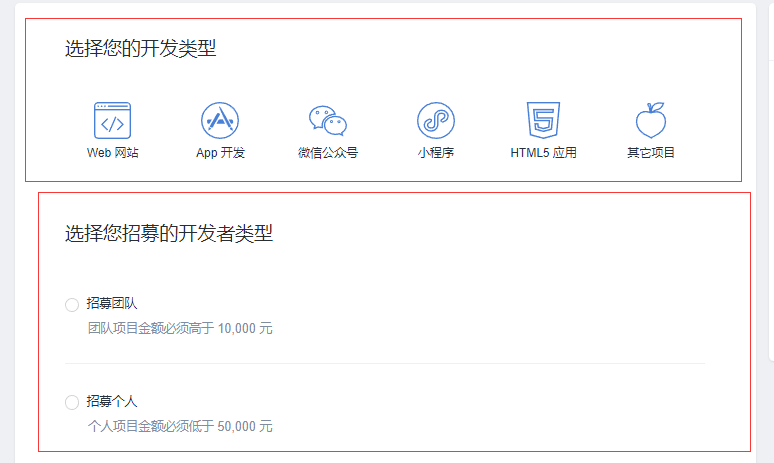 选择您的开发类型
Web 网站 App 开发 微信公众号 小程序 HTML5 应用 其它项目
选择您招募的开发者类型
招募团队
团队项目金额必须高于 10,000 元
招募个人
个人项目金额必须低于 50,000 元